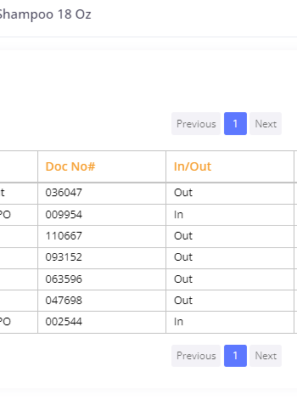 Shampoo 18 Oz
Previous 1 Next
Doc No# In/Out
t 036047 Out
PO 009954 In
110667 Out
093152 Out
063596 Out
047698 Out
PO 002544 In
Previous 1 Next